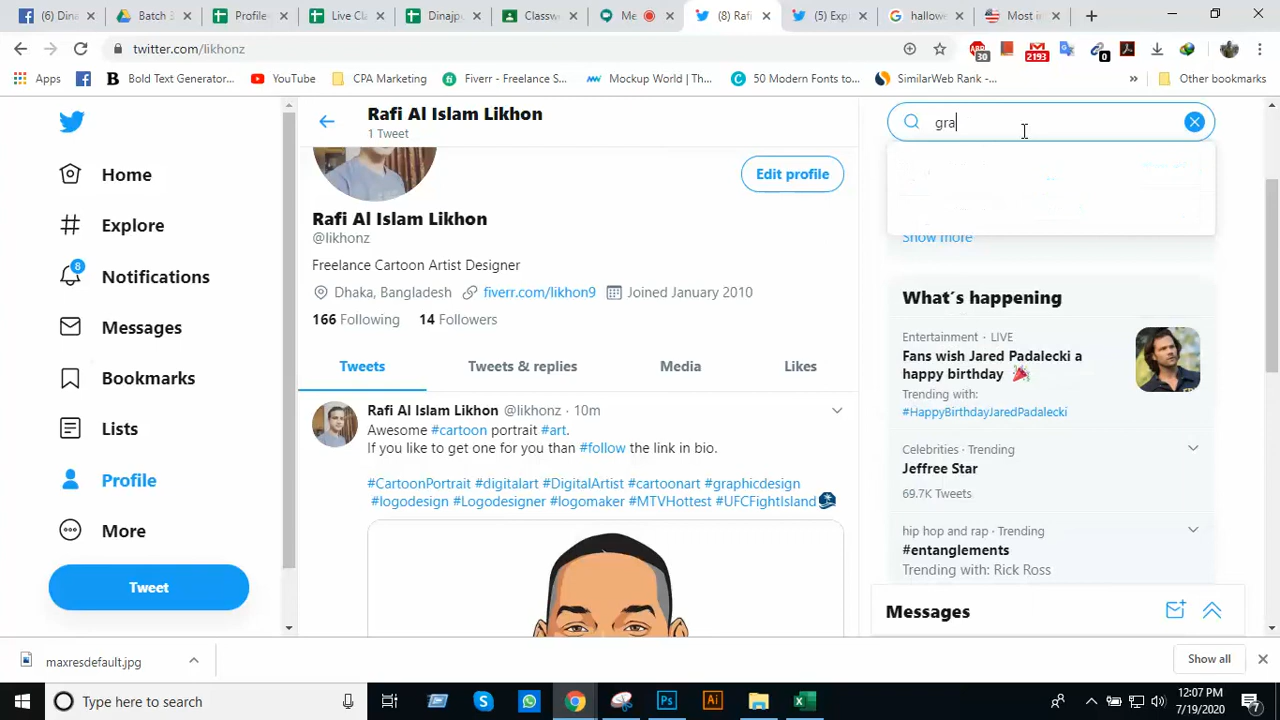 (6) Dina
Batch 3
Profile
Live Cl
Dinajp
Classw
Me
(8) Rafi
(5) Exp
hallow
Most in
twitter.com/likhonz
30
2193
0
Apps
Bold Text Generator...
YouTube
CPA Marketing
Fiverr - Freelance S...
Mockup World | Th...
50 Modern Fonts to...
SimilarWeb Rank -...
Other bookmarks
Rafi Al Islam Likhon
1 Tweet
gra
Home
Explore
8
Notifications
Messages
Bookmarks
Lists
Profile
More
Tweet
Edit profile
Rafi Al Islam Likhon
@likhonz
Freelance Cartoon Artist Designer
Dhaka, Bangladesh fiverr.com/likhon9 Joined January 2010
166 Following 14 Followers
Tweets Tweets & replies Media Likes
Rafi Al Islam Likhon @likhonz · 10m
Awesome #cartoon portrait #art.
If you like to get one for you than #follow the link in bio.
#CartoonPortrait #digitalart #DigitalArtist #cartoonart #graphicdesign
#logodesign #Logodesigner #logomaker #MTVHottest #UFCFightIsland
Show more
What's happening
Entertainment · LIVE
Fans wish Jared Padalecki a
happy birthday
Trending with:
#HappyBirthdayJaredPadalecki
Celebrities · Trending
Jeffree Star
69.7K Tweets
hip hop and rap · Trending
#entanglements
Trending with: Rick Ross
Messages
maxresdefault.jpg
Show all
Type here to search
Ps
Ai
12:07 PM
7/19/2020
7